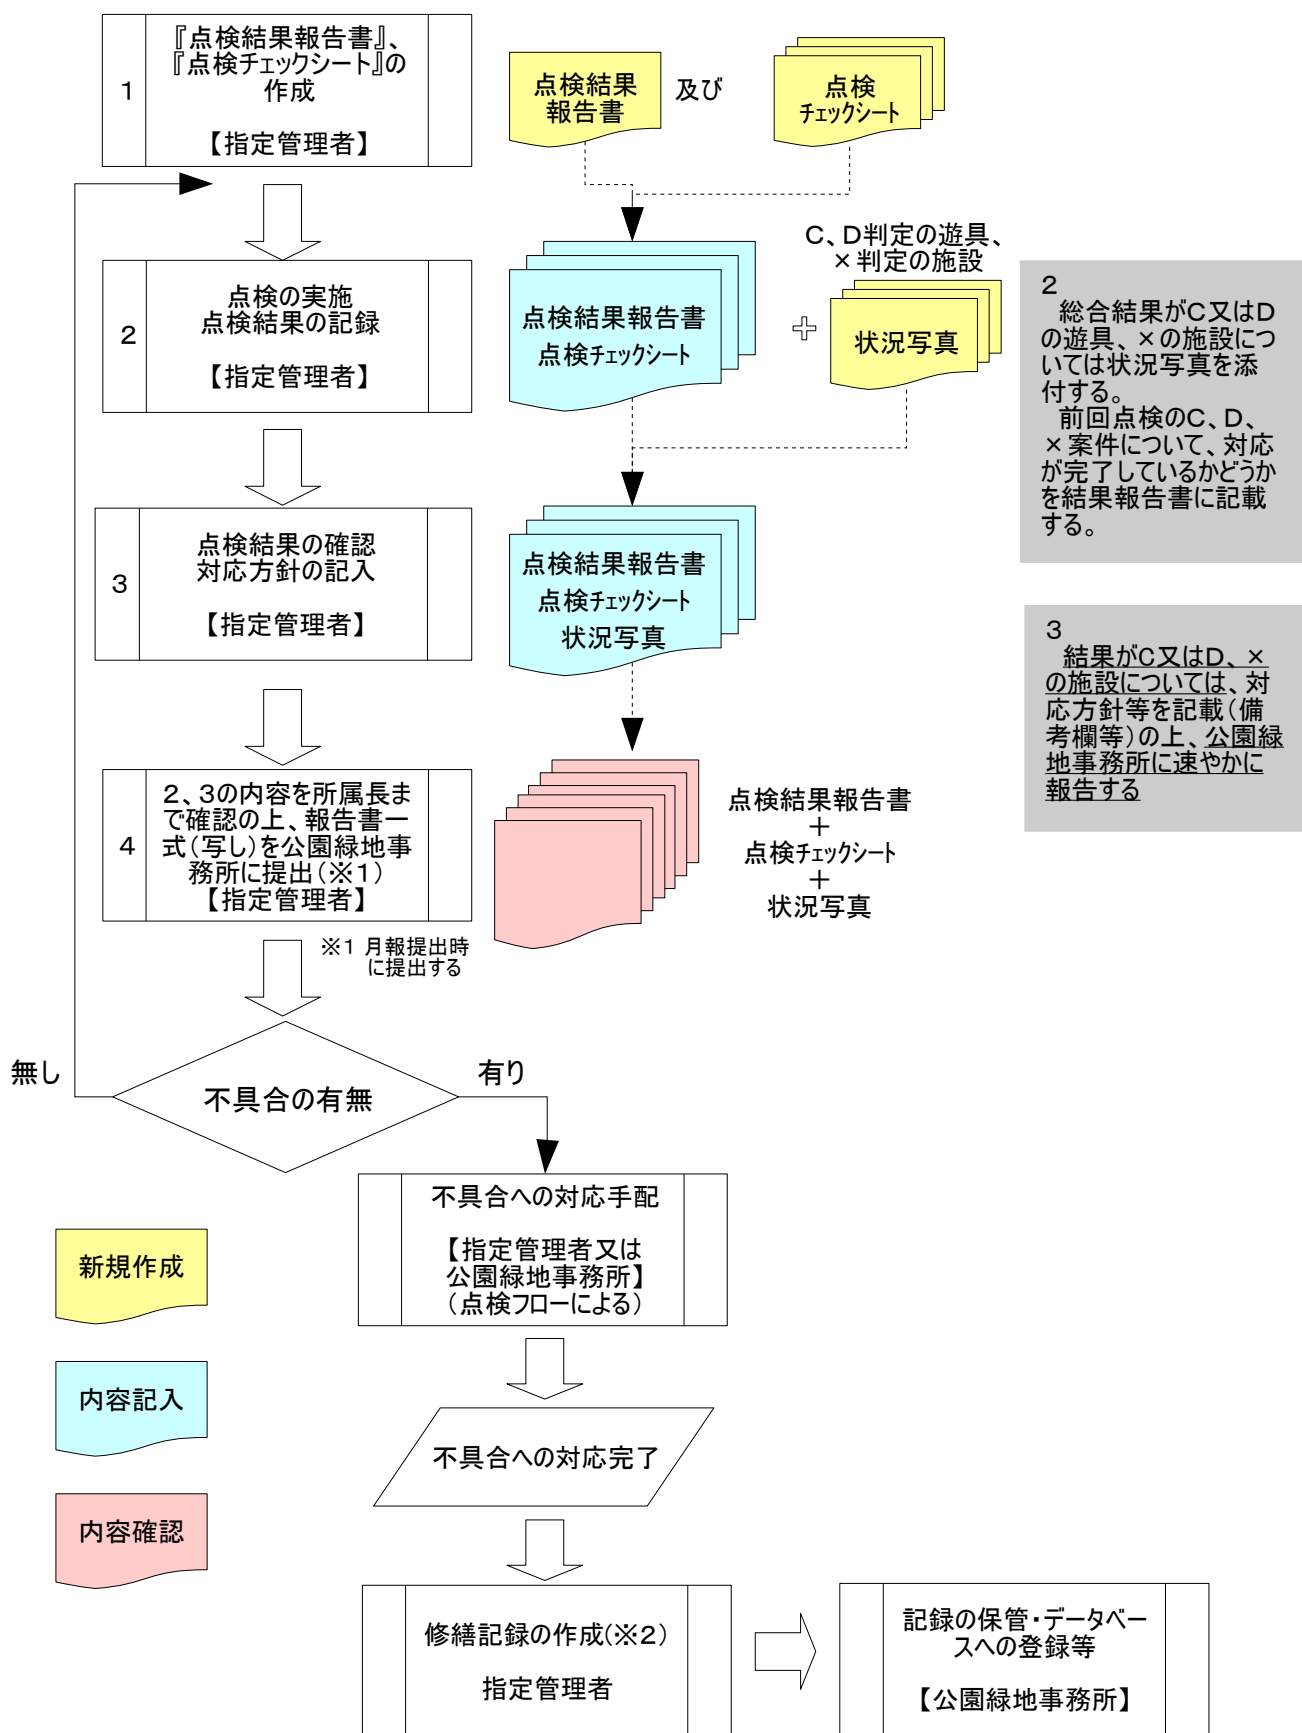 1
『点検結果報告書』、
『点検チェックシート』の
作成
【指定管理者】
点検結果
報告書
及び
点検
チェックシート
2
点検の実施
点検結果の記録
【指定管理者】
点検結果報告書
点検チェックシート
C、D判定の遊具、
×判定の施設
状況写真
2
総合結果がC又はD
の遊具、×の施設につ
いては状況写真を添
付する。
前回点検のC、D、
×案件について、対応
が完了しているかどうか
を結果報告書に記載
する。
3
点検結果の確認
対応方針の記入
【指定管理者】
点検結果報告書
点検チェックシート
状況写真
3
結果がC又はD、×
の施設については、対
応方針等を記載(備
考欄等)の上、公園緑
地事務所に速やかに
報告する
4
2、3の内容を所属長ま
で確認の上、報告書一
式(写し)を公園緑地事
務所に提出(※1)
【指定管理者】
点検結果報告書
+
点検チェックシート
+
状況写真
※1 月報提出時
に提出する
無し
不具合の有無
有り
不具合への対応手配
【指定管理者又は
公園緑地事務所】
(点検フローによる)
新規作成
内容記入
内容確認
不具合への対応完了
修繕記録の作成(※2)
指定管理者
記録の保管・データベー
スへの登録等
【公園緑地事務所】